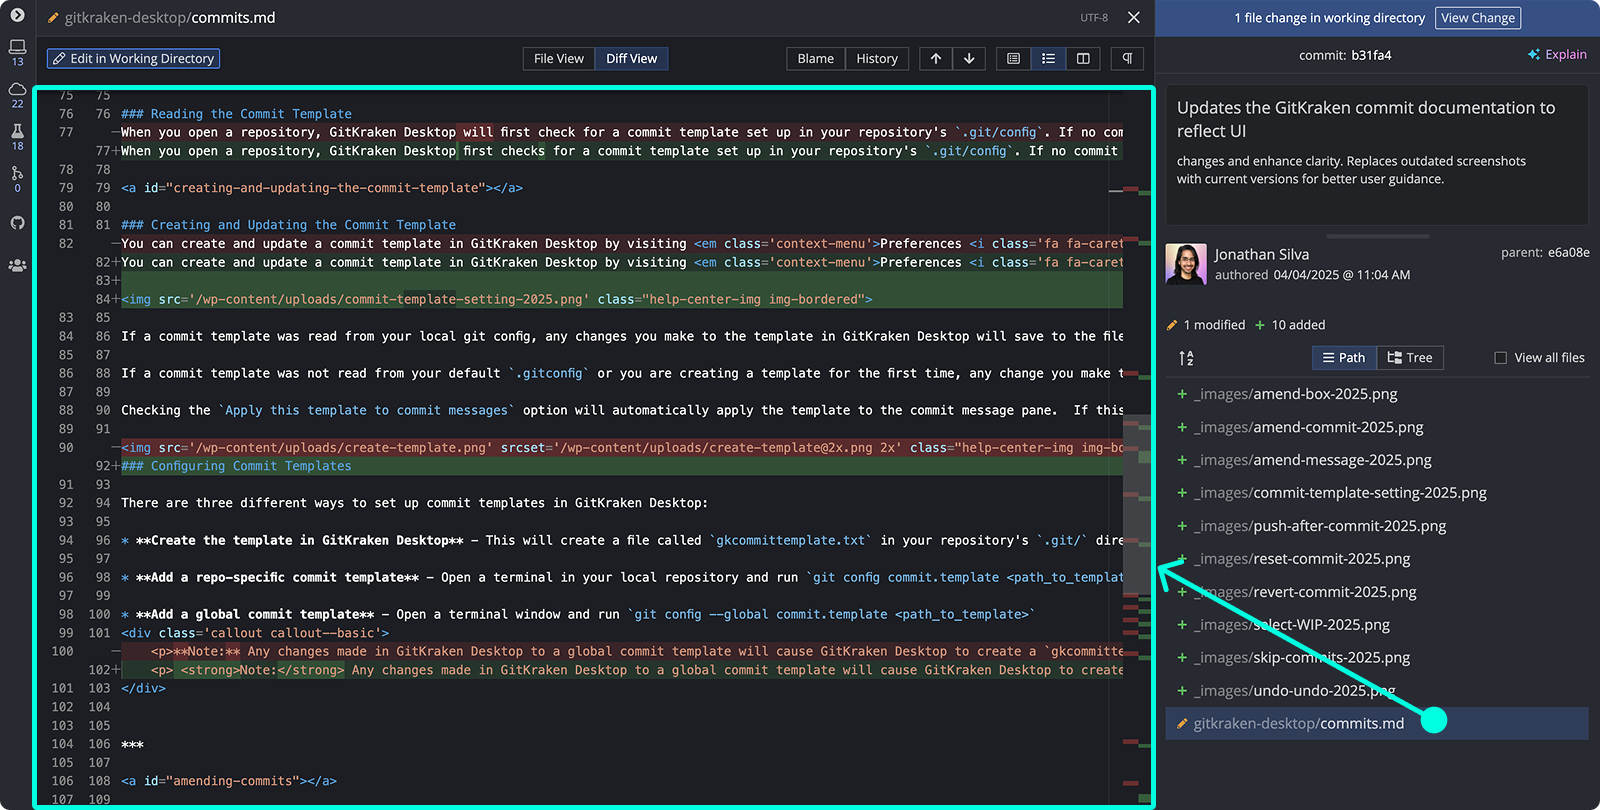 gitkraken-desktop/commits.md UTF-8
Edit in Working Directory File View Diff View Blame History
13
22
18
0
75 75
76 76 ### Reading the Commit Template
77 —When you open a repository, GitKraken Desktop will first check for a commit template set up in your repository's `.git/config`. If no com
77+When you open a repository, GitKraken Desktop first checks for a commit template set up in your repository's `.git/config`. If no commit
78 78
79 79 <a id="creating-and-updating-the-commit-template"></a>
80 80
81 81 ### Creating and Updating the Commit Template
82 —You can create and update a commit template in GitKraken Desktop by visiting <em class='context-menu'>Preferences <i class='fa fa-caret
82+You can create and update a commit template in GitKraken Desktop by visiting <em class='context-menu'>Preferences <i class='fa fa-caret
83+
84+<img src='/wp-content/uploads/commit-template-setting-2025.png' class="help-center-img img-bordered">
83 85
84 86 If a commit template was read from your local git config, any changes you make to the template in GitKraken Desktop will save to the file
85 87
86 88 If a commit template was not read from your default `.gitconfig` or you are creating a template for the first time, any change you make t
87 89
88 90 Checking the `Apply this template to commit messages` option will automatically apply the template to the commit message pane.  If this
89 91
90 —<img src='/wp-content/uploads/create-template.png' srcset='/wp-content/uploads/create-template@2x.png 2x' class="help-center-img img-bo
92+### Configuring Commit Templates
91 93
92 94 There are three different ways to set up commit templates in GitKraken Desktop:
93 95
94 96 * **Create the template in GitKraken Desktop** – This will create a file called `gkcommittemplate.txt` in your repository's `.git/` dire
95 97
96 98 * **Add a repo-specific commit template** – Open a terminal in your local repository and run `git config commit.template <path_to_templat
97 99
98 100 * **Add a global commit template** – Open a terminal window and run `git config --global commit.template <path_to_template>`
99 101 <div class='callout callout--basic'>
100 — <p>**Note:** Any changes made in GitKraken Desktop to a global commit template will cause GitKraken Desktop to create a `gkcommitte
102+ <p> <strong>Note:</strong> Any changes made in GitKraken Desktop to a global commit template will cause GitKraken Desktop to create
101 103 </div>
102 104
103 105
104 106 ***
105 107
106 108 <a id="amending-commits"></a>
107 109
1 file change in working directory View Change
commit: b31fa4 Explain
Updates the GitKraken commit documentation to
reflect UI
changes and enhance clarity. Replaces outdated screenshots
with current versions for better user guidance.
Jonathan Silva parent: e6a08e
authored 04/04/2025 @ 11:04 AM
1 modified + 10 added
Path Tree View all files
+ _images/amend-box-2025.png
+ _images/amend-commit-2025.png
+ _images/amend-message-2025.png
+ _images/commit-template-setting-2025.png
+ _images/push-after-commit-2025.png
+ _images/reset-commit-2025.png
+ _images/revert-commit-2025.png
+ _images/select-WIP-2025.png
+ _images/skip-commits-2025.png
+ _images/undo-undo-2025.png
gitkraken-desktop/commits.md